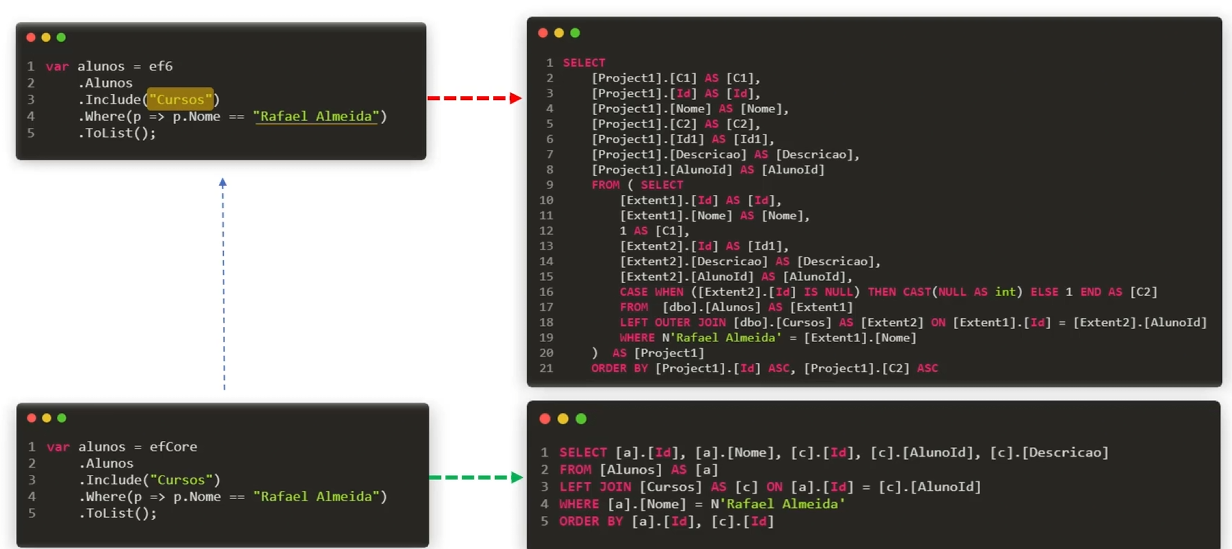 1 var alunos = ef6
2 .Alunos
3 .Include("Cursos")
4 .Where(p => p.Nome == "Rafael Almeida")
5 .ToList();
1 SELECT
2 [Project1].[C1] AS [C1],
3 [Project1].[Id] AS [Id],
4 [Project1].[Nome] AS [Nome],
5 [Project1].[C2] AS [C2],
6 [Project1].[Id1] AS [Id1],
7 [Project1].[Descricao] AS [Descricao],
8 [Project1].[AlunoId] AS [AlunoId]
9 FROM ( SELECT
10 [Extent1].[Id] AS [Id],
11 [Extent1].[Nome] AS [Nome],
12 1 AS [C1],
13 [Extent2].[Id] AS [Id1],
14 [Extent2].[Descricao] AS [Descricao],
15 [Extent2].[AlunoId] AS [AlunoId],
16 CASE WHEN ([Extent2].[Id] IS NULL) THEN CAST(NULL AS int) ELSE 1 END AS [C2]
17 FROM [dbo].[Alunos] AS [Extent1]
18 LEFT OUTER JOIN [dbo].[Cursos] AS [Extent2] ON [Extent1].[Id] = [Extent2].[AlunoId]
19 WHERE N'Rafael Almeida' = [Extent1].[Nome]
20 ) AS [Project1]
21 ORDER BY [Project1].[Id] ASC, [Project1].[C2] ASC
1 var alunos = efCore
2 .Alunos
3 .Include("Cursos")
4 .Where(p => p.Nome == "Rafael Almeida")
5 .ToList();
1 SELECT [a].[Id], [a].[Nome], [c].[Id], [c].[AlunoId], [c].[Descricao]
2 FROM [Alunos] AS [a]
3 LEFT JOIN [Cursos] AS [c] ON [a].[Id] = [c].[AlunoId]
4 WHERE [a].[Nome] = N'Rafael Almeida'
5 ORDER BY [a].[Id], [c].[Id]